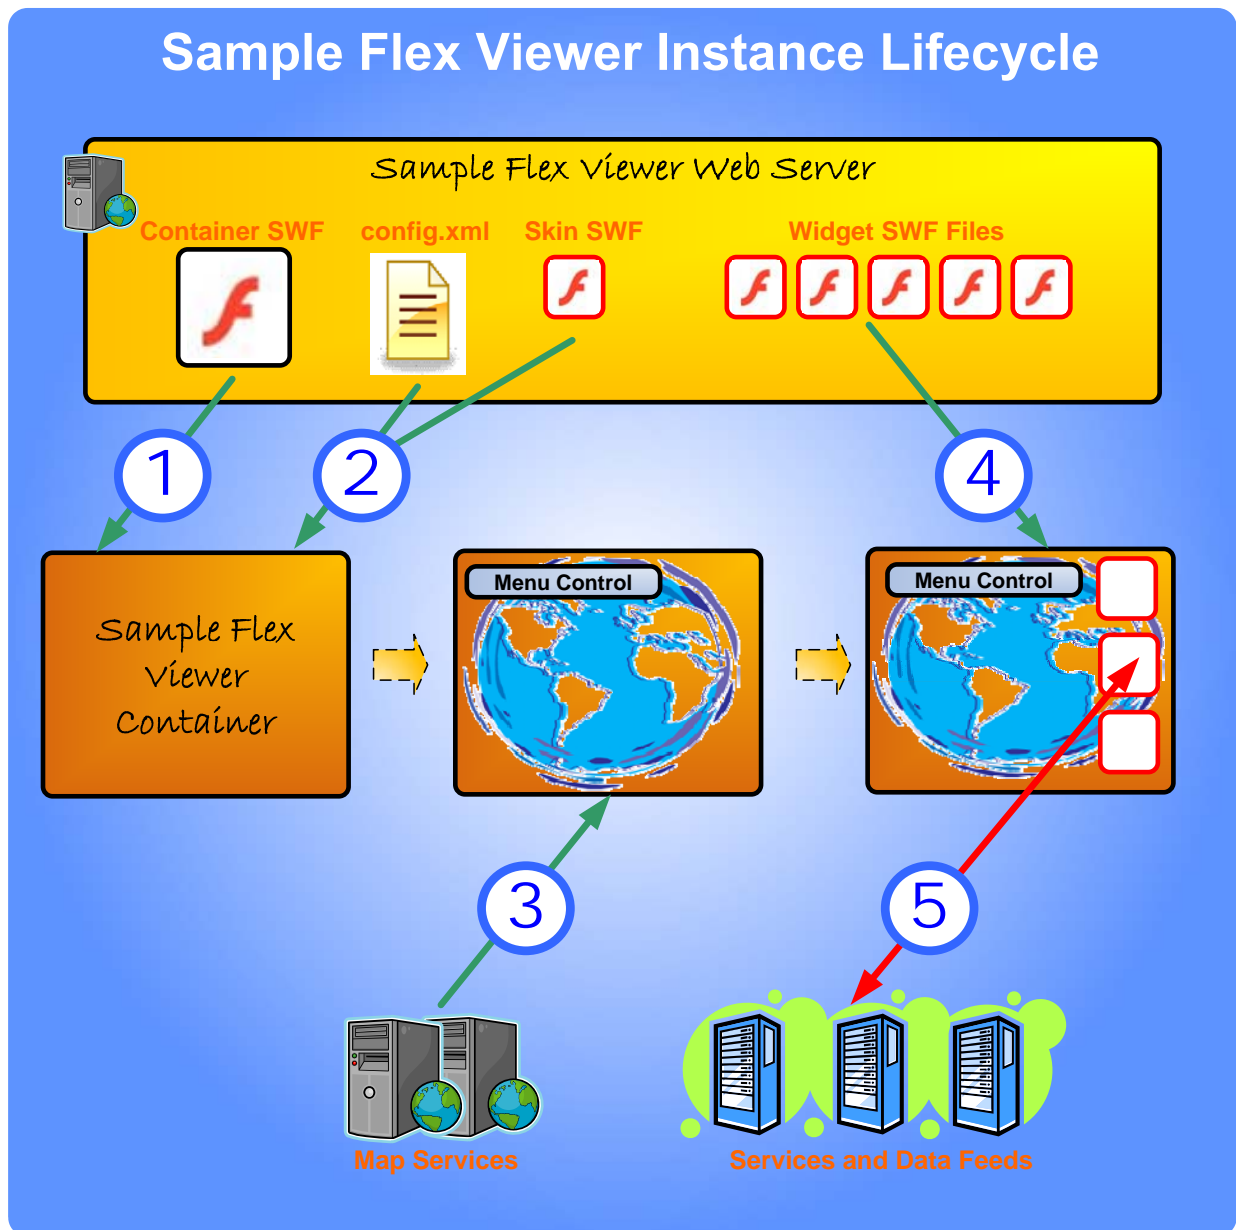 Sample Flex Viewer Instance Lifecycle
Sample Flex Viewer Web Server
Container SWF
config.xml
Skin SWF
Widget SWF Files
1
2
4
Sample Flex
Viewer
Container
Menu Control
Menu Control
3
5
Map Services
Services and Data Feeds